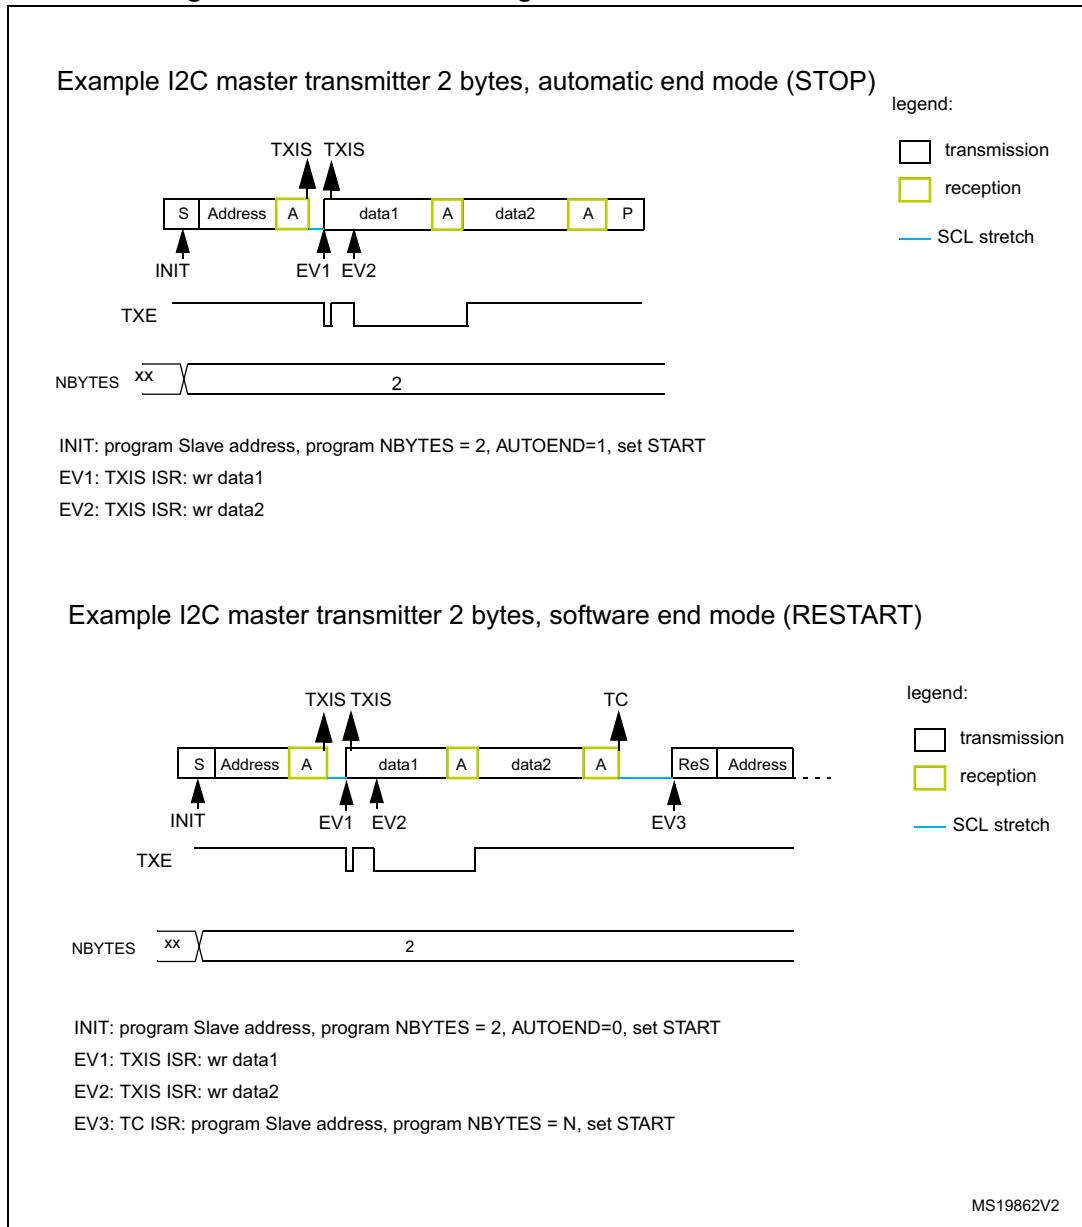 Example I2C master transmitter 2 bytes, automatic end mode (STOP)
legend:
transmission
reception
SCL stretch
TXIS TXIS
S Address A data1 A data2 A P
INIT EV1 EV2
TXE
NBYTES xx 2
INIT: program Slave address, program NBYTES = 2, AUTOEND=1, set START
EV1: TXIS ISR: wr data1
EV2: TXIS ISR: wr data2
Example I2C master transmitter 2 bytes, software end mode (RESTART)
legend:
transmission
reception
SCL stretch
TXIS TXIS TC
S Address A data1 A data2 A ReS Address
INIT EV1 EV2 EV3
TXE
NBYTES xx 2
INIT: program Slave address, program NBYTES = 2, AUTOEND=0, set START
EV1: TXIS ISR: wr data1
EV2: TXIS ISR: wr data2
EV3: TC ISR: program Slave address, program NBYTES = N, set START
MS19862V2